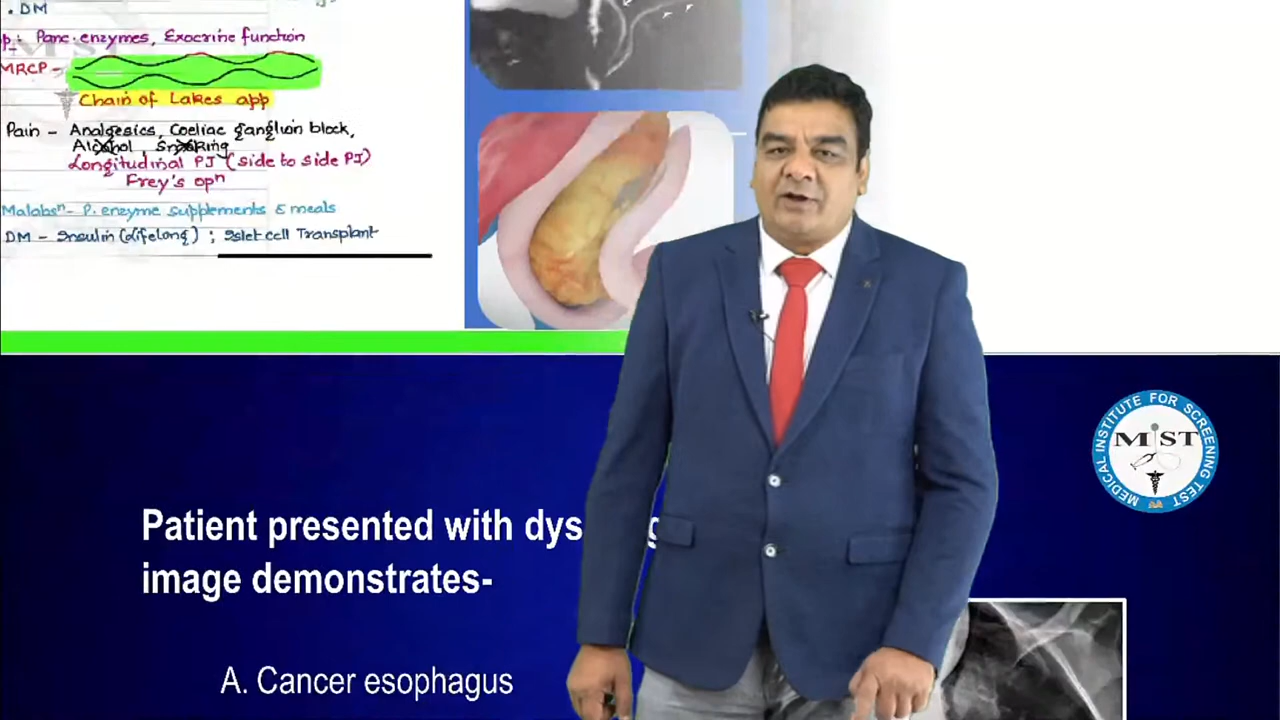 . DM
Panc. enzymes, Exocrine function
MRCP -
Chain of Lakes app
Pain - Analgesics, Coeliac ganglion block,
Alcohol, Smoking
Longitudinal PJ (side to side PJ)
Frey's opn
Malabsn - P. enzyme supplements c meals
DM - Insulin (Lifelong) ; Islet cell Transplant
Patient presented with dys
image demonstrates-
A. Cancer esophagus
MEDICAL INSTITUTE FOR SCREENING TEST
MIST